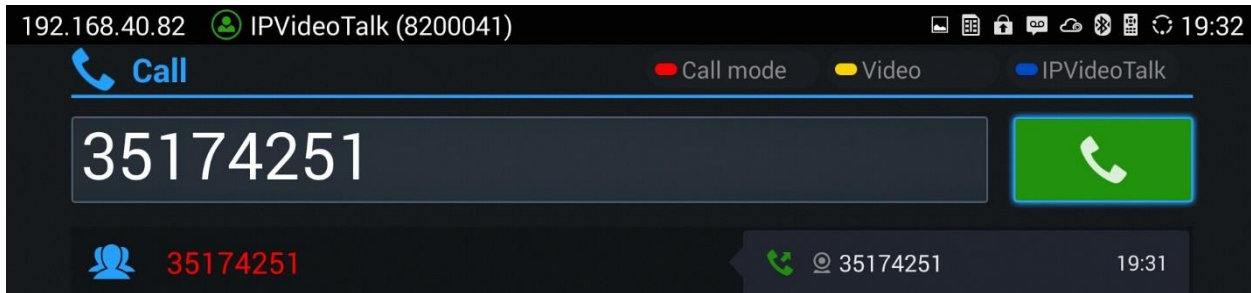 192.168.40.82 IPVideoTalk (8200041) 19:32
Call Call mode Video IPVideoTalk
35174251
35174251 35174251 19:31